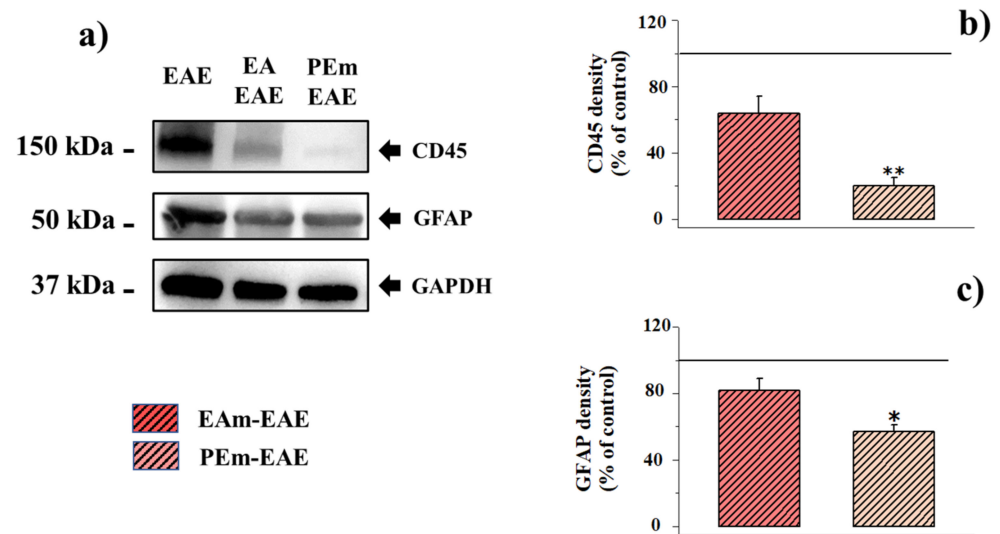 a)
EAE
EA
EAE
PEm
EAE
150 kDa -
CD45
50 kDa -
GFAP
37 kDa -
GAPDH
EAm-EAE
PEm-EAE
b)
CD45 density
(% of control)
120
80
40
0
**
c)
GFAP density
(% of control)
120
80
40
0
*